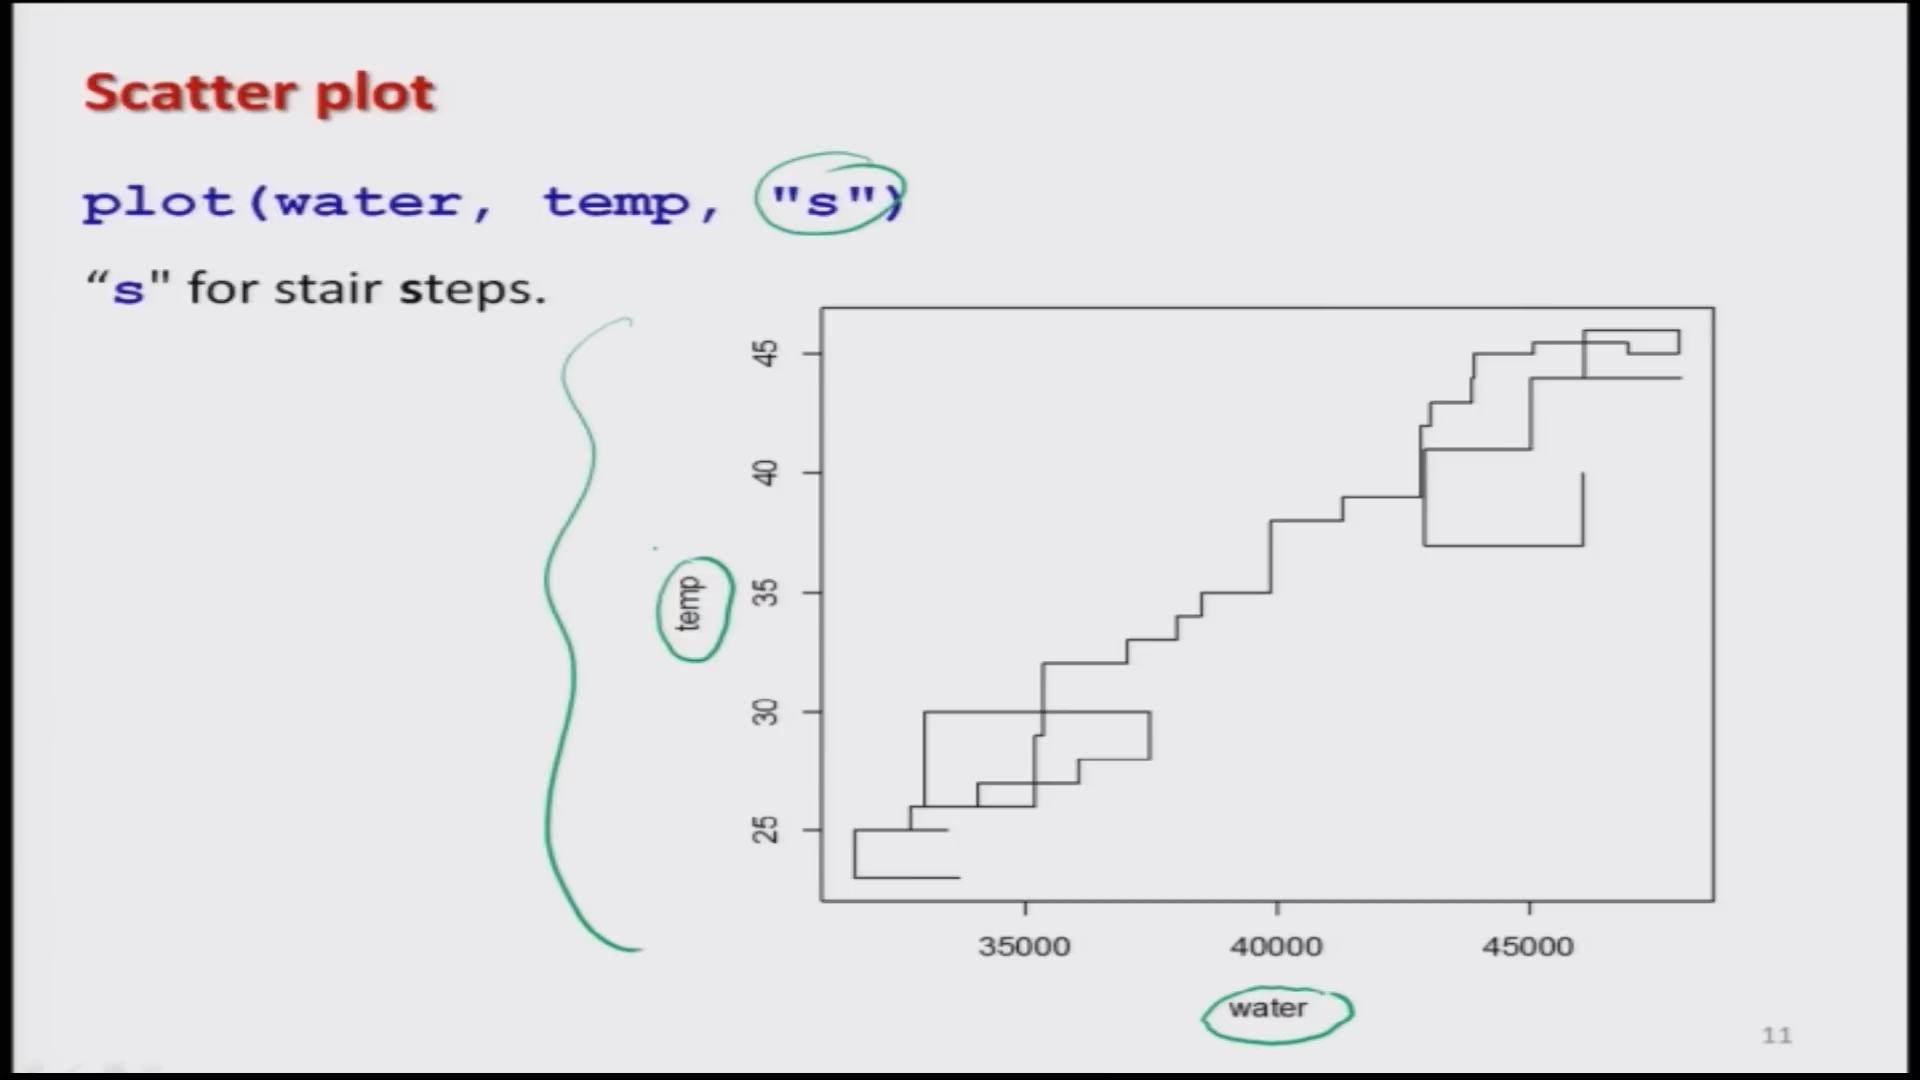 Scatter plot
plot(water, temp, "s")
“s" for stair steps.
45
40
35
30
25
temp
35000 40000 45000
water
11